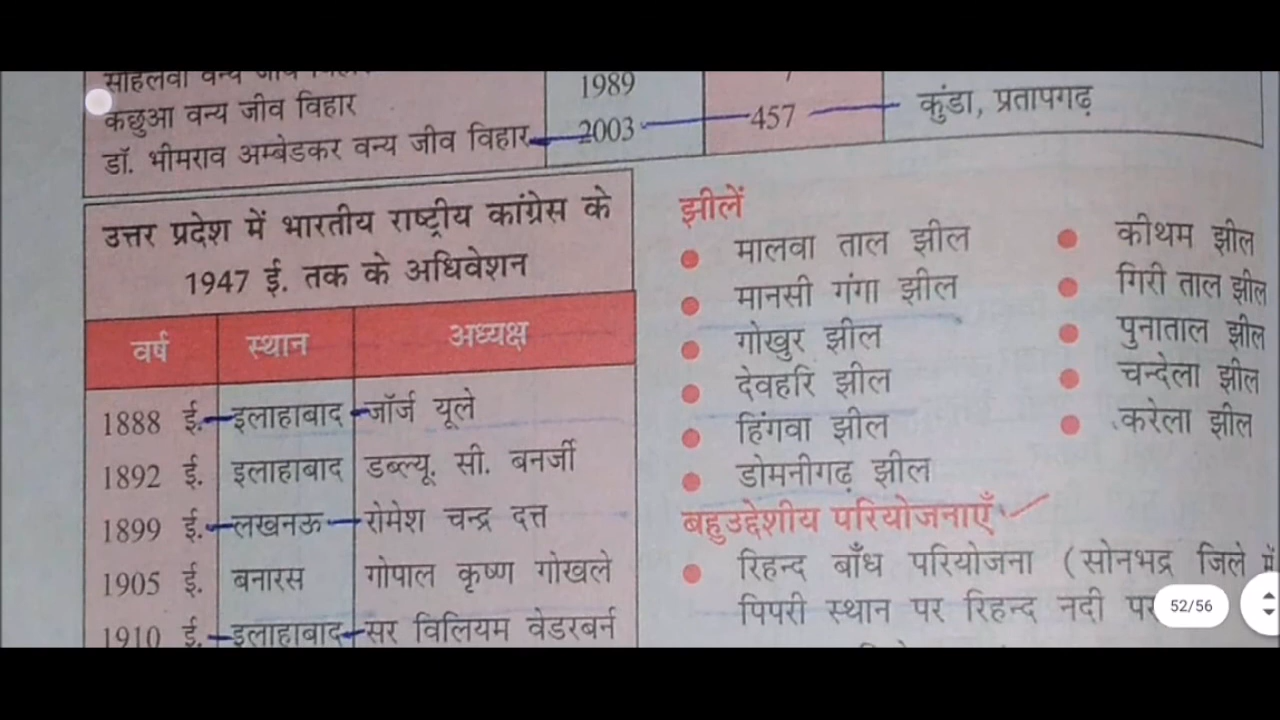 वन्य जीव
कछुआ वन्य जीव विहार 1989
डॉ. भीमराव अम्बेडकर वन्य जीव विहार 2003 457 कुंडा, प्रतापगढ़
उत्तर प्रदेश में भारतीय राष्ट्रीय कांग्रेस के
1947 ई. तक के अधिवेशन
वर्ष स्थान अध्यक्ष
1888 ई. इलाहाबाद जॉर्ज यूले
1892 ई. इलाहाबाद डब्ल्यू. सी. बनर्जी
1899 ई. लखनऊ रोमेश चन्द्र दत्त
1905 ई. बनारस गोपाल कृष्ण गोखले
1910 ई. इलाहाबाद सर विलियम वेडरबर्न
झीलें
मालवा ताल झील
मानसी गंगा झील
गोखुर झील
देवहरि झील
हिंगवा झील
डोमनीगढ़ झील
कीथम झील
गिरी ताल झील
पुनाताल झील
चन्देला झील
करेला झील
बहुउद्देशीय परियोजनाएँ
रिहन्द बाँध परियोजना (सोनभद्र जिले में
पिपरी स्थान पर रिहन्द नदी पर
52/56